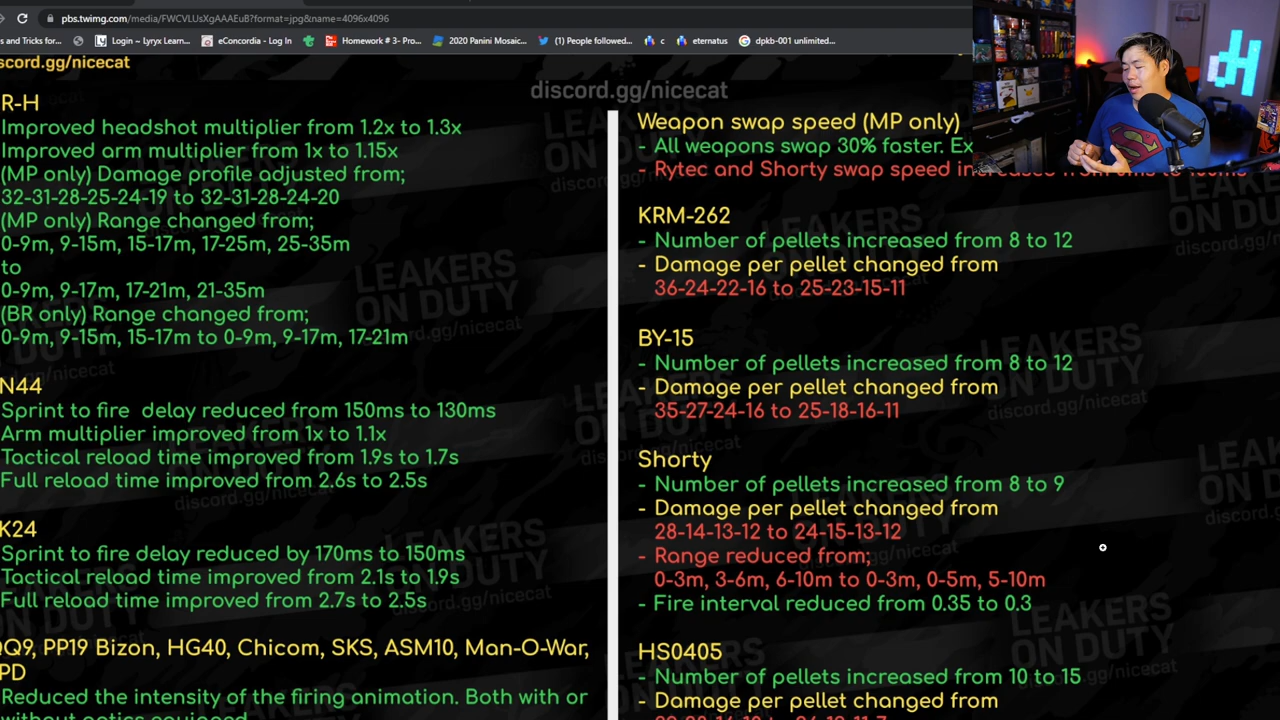 pbs.twimg.com/media/FWCVLUsXgAAAEuB?format=jpg&name=4096x4096
s and Tricks for...
Login ~ Lyryx Learn...
eConcordia - Log In
Homework # 3- Pro...
2020 Panini Mosaic...
(1) People followed...
c
eternatus
dpkb-001 unlimited...
scord.gg/nicecat
discord.gg/nicecat
R-H
Improved headshot multiplier from 1.2x to 1.3x
Improved arm multiplier from 1x to 1.15x
(MP only) Damage profile adjusted from;
32-31-28-25-24-19 to 32-31-28-24-20
(MP only) Range changed from;
0-9m, 9-15m, 15-17m, 17-25m, 25-35m
to
0-9m, 9-17m, 17-21m, 21-35m
(BR only) Range changed from;
0-9m, 9-15m, 15-17m to 0-9m, 9-17m, 17-21m
N44
Sprint to fire delay reduced from 150ms to 130ms
Arm multiplier improved from 1x to 1.1x
Tactical reload time improved from 1.9s to 1.7s
Full reload time improved from 2.6s to 2.5s
K24
Sprint to fire delay reduced by 170ms to 150ms
Tactical reload time improved from 2.1s to 1.9s
Full reload time improved from 2.7s to 2.5s
QQ9, PP19 Bizon, HG40, Chicom, SKS, ASM10, Man-O-War,
PD
Reduced the intensity of the firing animation. Both with or
without optics equipped
Weapon swap speed (MP only)
- All weapons swap 30% faster. Ex
- Rytec and Shorty swap speed increased from
KRM-262
- Number of pellets increased from 8 to 12
- Damage per pellet changed from
36-24-22-16 to 25-23-15-11
BY-15
- Number of pellets increased from 8 to 12
- Damage per pellet changed from
35-27-24-16 to 25-18-16-11
Shorty
- Number of pellets increased from 8 to 9
- Damage per pellet changed from
28-14-13-12 to 24-15-13-12
- Range reduced from;
0-3m, 3-6m, 6-10m to 0-3m, 0-5m, 5-10m
- Fire interval reduced from 0.35 to 0.3
HS0405
- Number of pellets increased from 10 to 15
- Damage per pellet changed from
LEAKERS
ON DUTY
discord.gg/nicecat